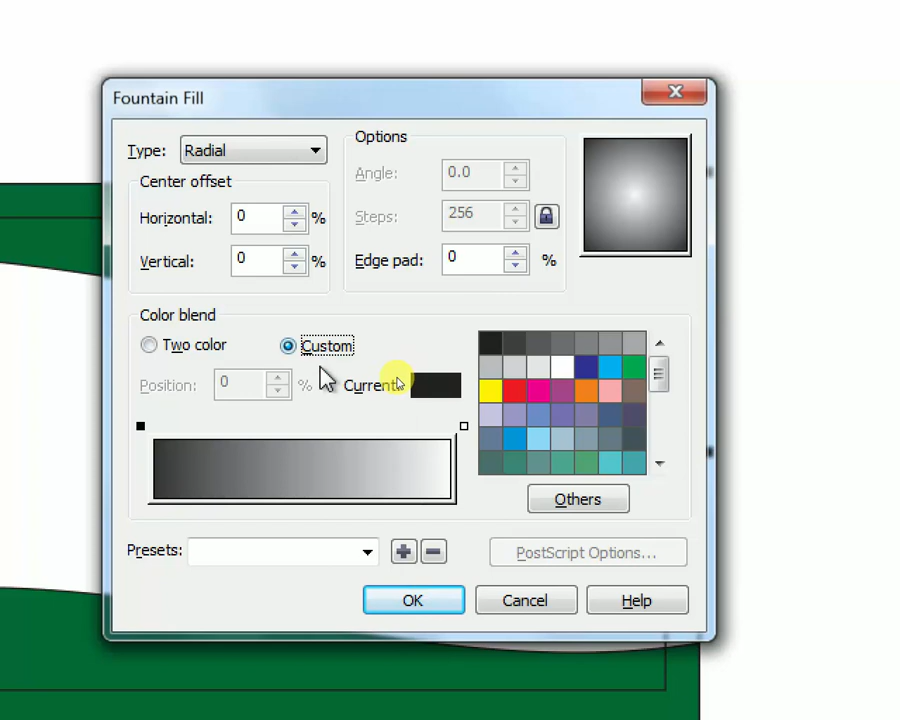 Fountain Fill
Type: Radial
Options
Angle: 0.0
Steps: 256
Edge pad: 0 %
Center offset
Horizontal: 0 %
Vertical: 0 %
Color blend
Two color
Custom
Position: 0 %
Current:
Others
Presets:
PostScript Options...
OK
Cancel
Help